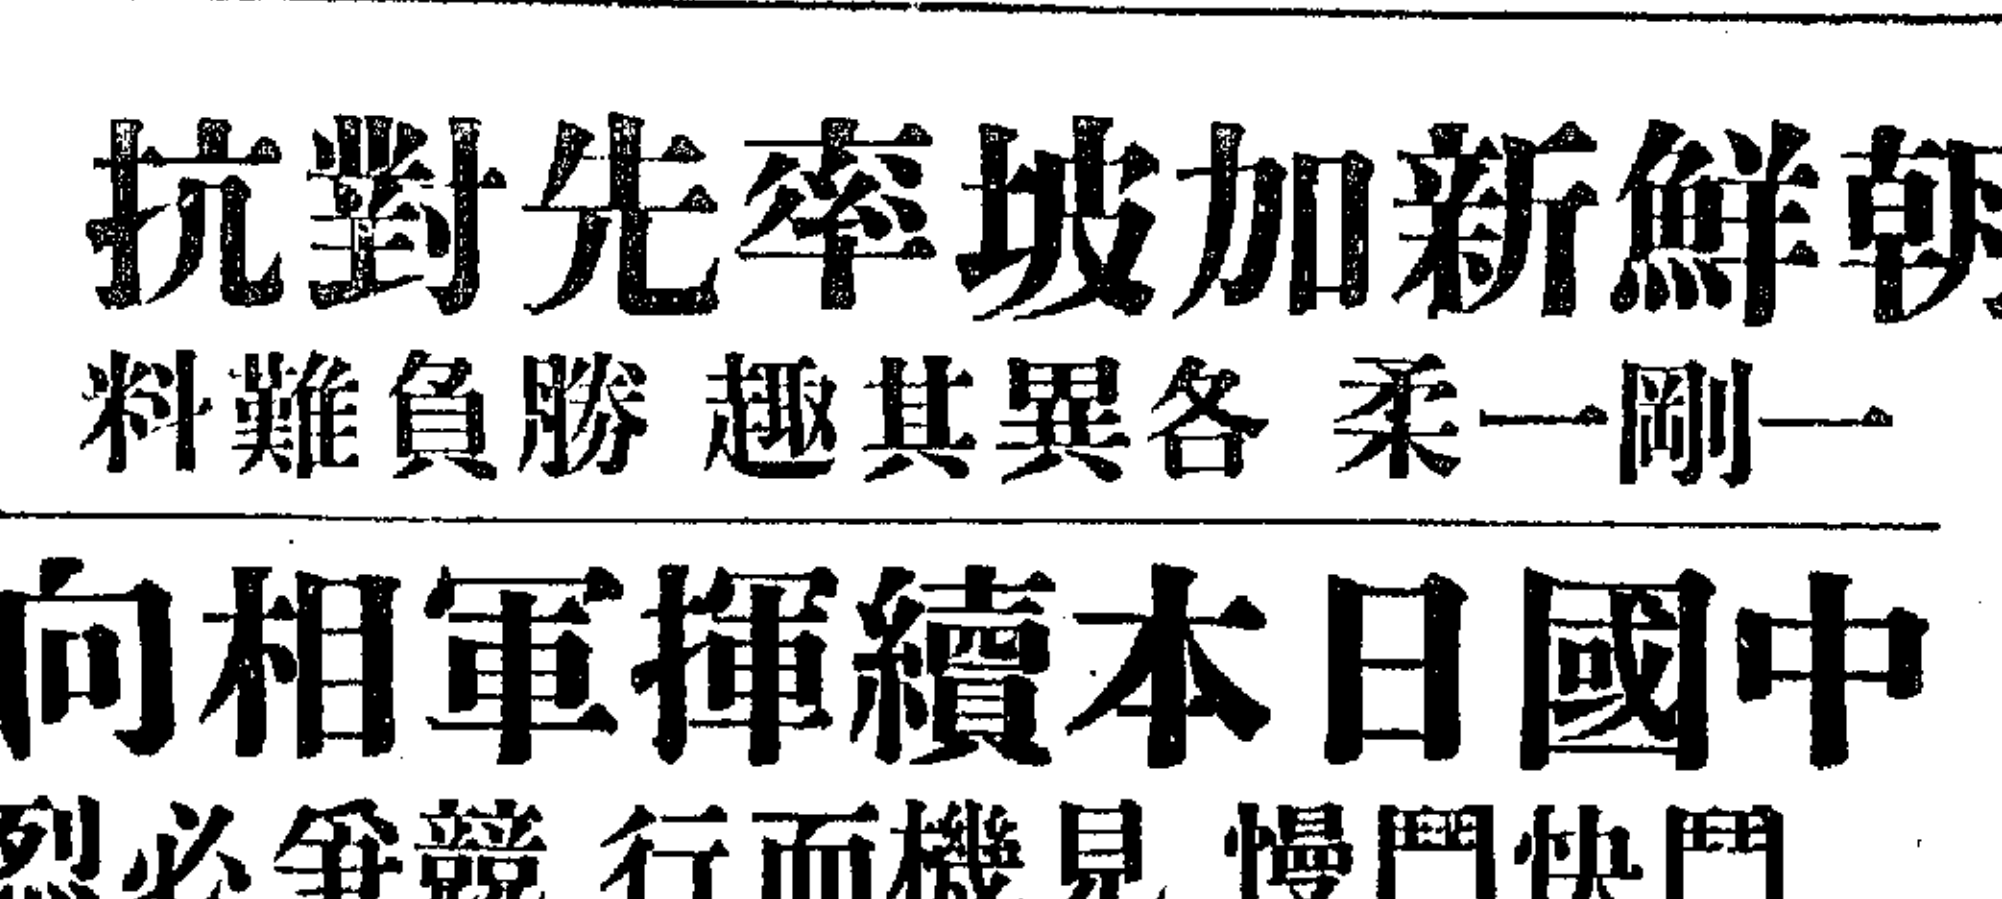 朝鮮新加坡率先對抗
一剛一柔 各異其趣 勝負難料
中國日本續揮軍相向
鬥快鬥慢 見機而行 競爭必烈